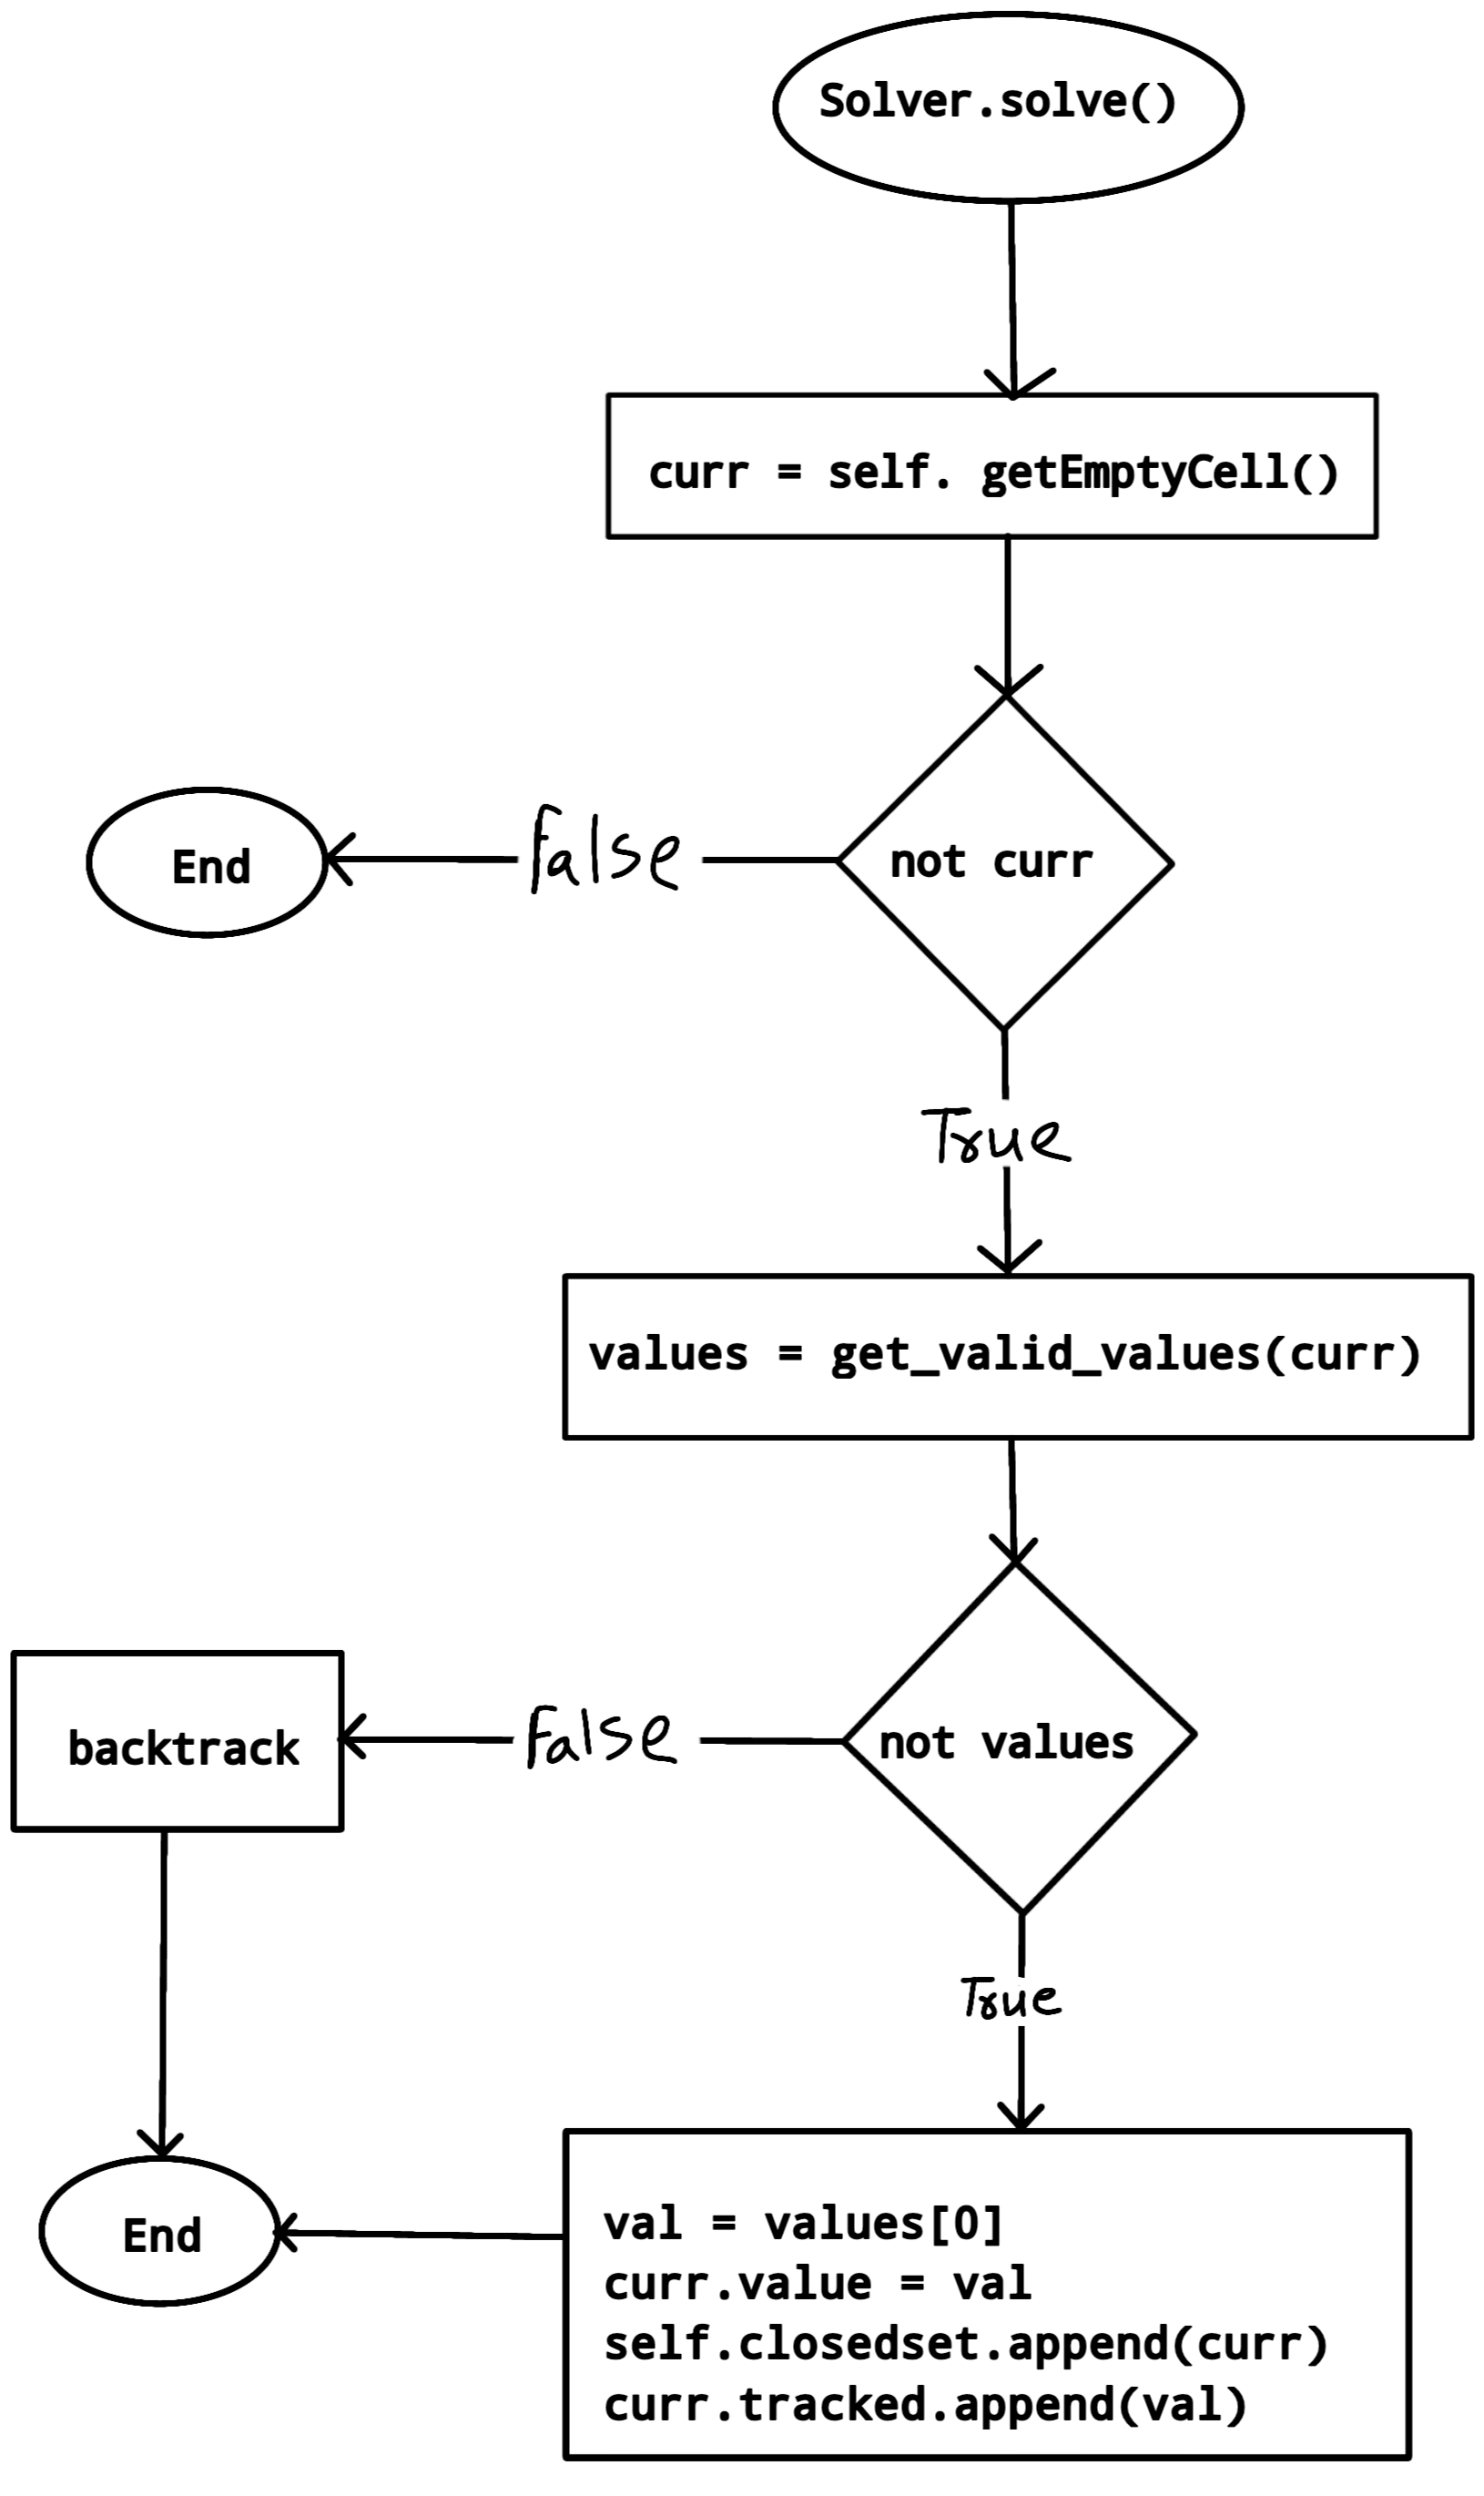 Solver.solve()
curr = self. getEmptyCell()
not curr
False
End
True
values = get_valid_values(curr)
not values
False
backtrack
True
val = values[0]
curr.value = val
self.closedset.append(curr)
curr.tracked.append(val)
End